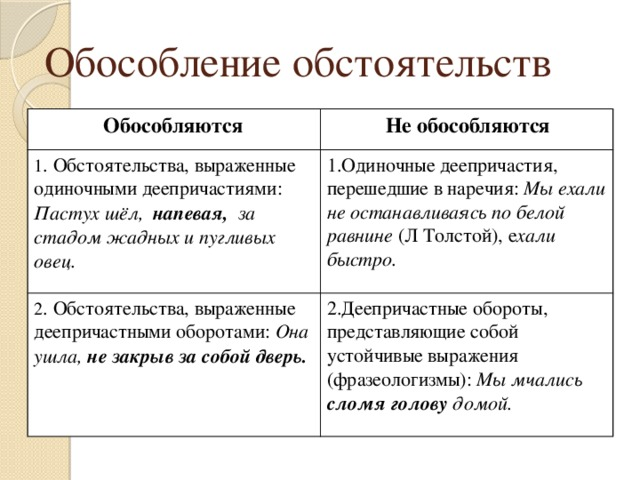 Обособление обстоятельств
Обособляются
Не обособляются
1. Обстоятельства, выраженные
одиночными деепричастиями:
Пастух шёл, напевая, за
стадом жадных и пугливых
овец.
1.Одиночные деепричастия,
перешедшие в наречия: Мы ехали
не останавливаясь по белой
равнине (Л Толстой), ехали
быстро.
2. Обстоятельства, выраженные
деепричастными оборотами: Она
ушла, не закрыв за собой дверь.
2.Деепричастные обороты,
представляющие собой
устойчивые выражения
(фразеологизмы): Мы мчались
сломя голову домой.